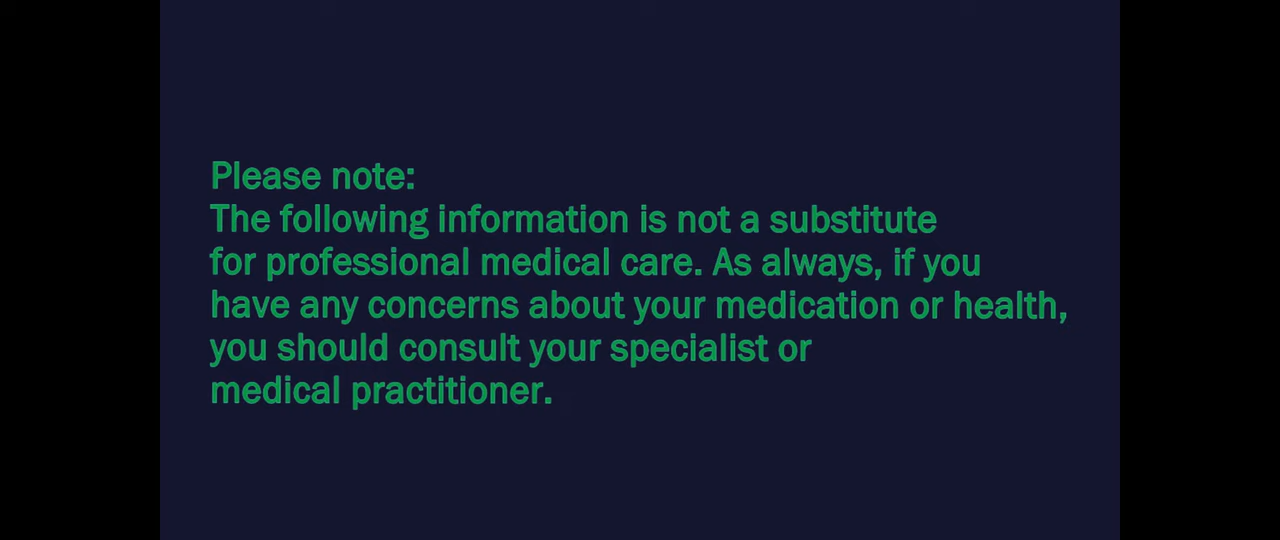 Please note:
The following information is not a substitute
for professional medical care. As always, if you
have any concerns about your medication or health,
you should consult your specialist or
medical practitioner.